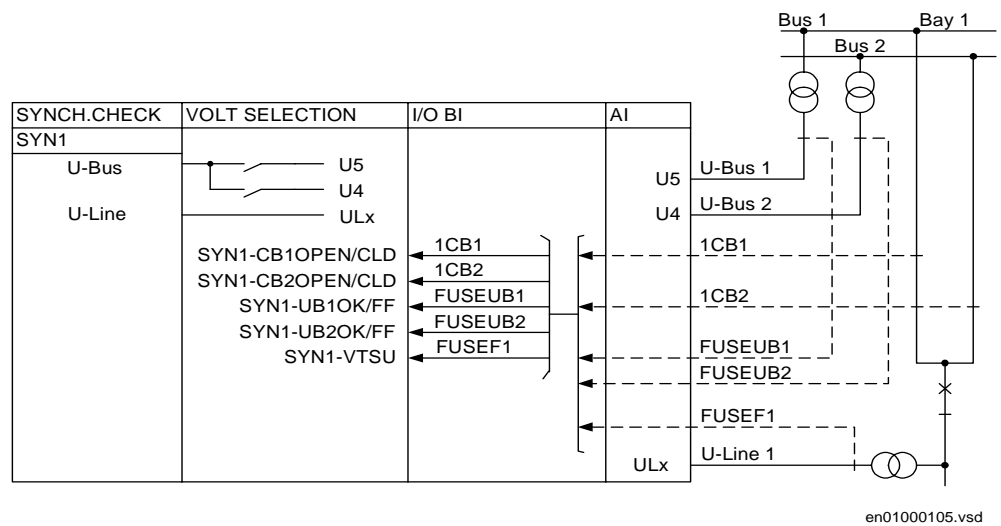 Bus 1 Bay 1
Bus 2
SYNCH.CHECK VOLT SELECTION I/O BI AI
SYN1
U-Bus U5 U5 U-Bus 1
U4 U4 U-Bus 2
U-Line ULx
SYN1-CB1OPEN/CLD 1CB1 1CB1
SYN1-CB2OPEN/CLD 1CB2 1CB2
SYN1-UB1OK/FF FUSEUB1
SYN1-UB2OK/FF FUSEUB2
SYN1-VTSU FUSEF1 FUSEUB1
FUSEUB2
FUSEF1
ULx U-Line 1
en01000105.vsd